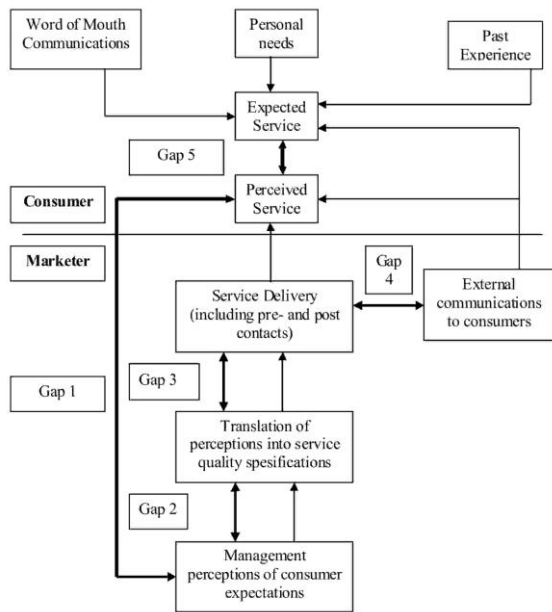 Word of Mouth
Communications
Personal
needs
Past
Experience
Expected
Service
Gap 5
Perceived
Service
Consumer
Marketer
Gap
4
Service Delivery
(including pre- and post
contacts)
External
communications
to consumers
Gap 3
Gap 1
Translation of
perceptions into service
quality spesifications
Gap 2
Management
perceptions of consumer
expectations